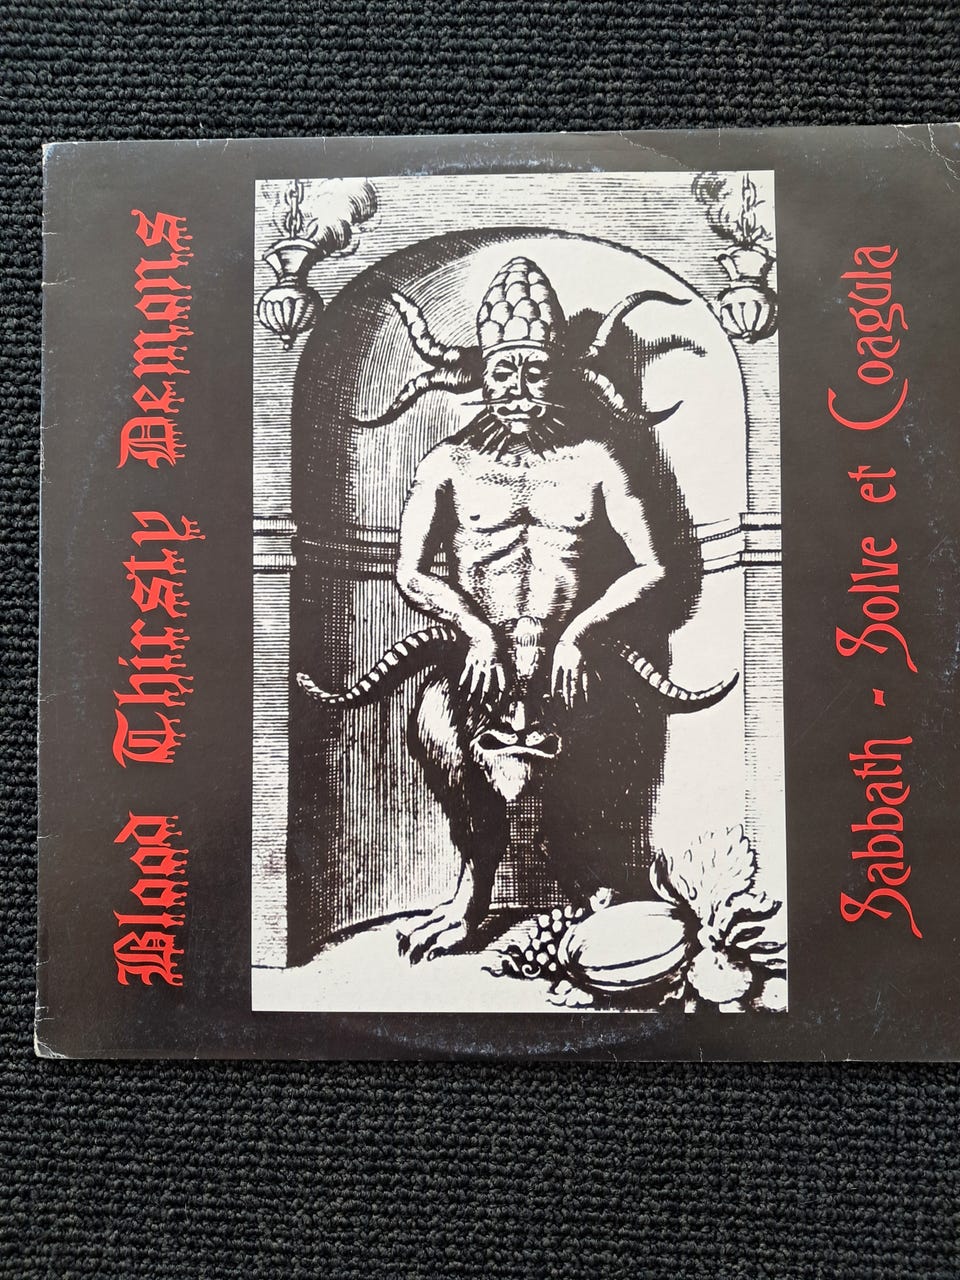 Blood Thirsty Demons
Sabbath - Solve et Coagula